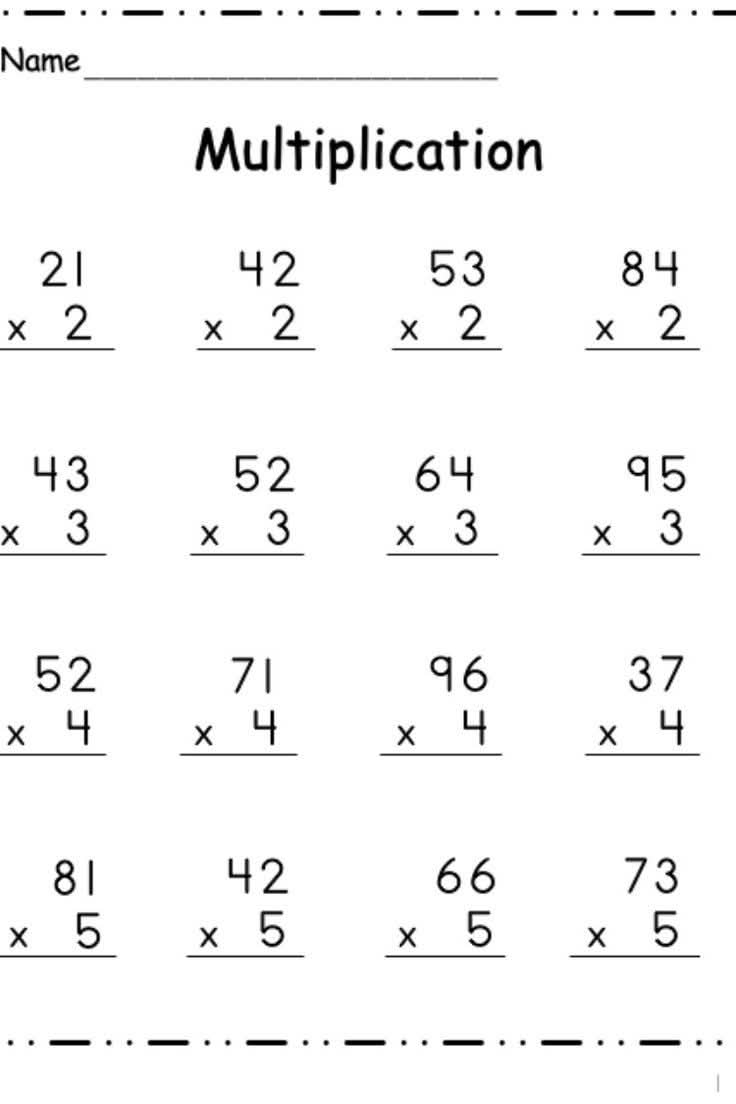 Name
Multiplication
21 42 53 84
x 2 x 2 x 2 x 2
43 52 64 95
x 3 x 3 x 3 x 3
52 71 96 37
x 4 x 4 x 4 x 4
81 42 66 73
x 5 x 5 x 5 x 5